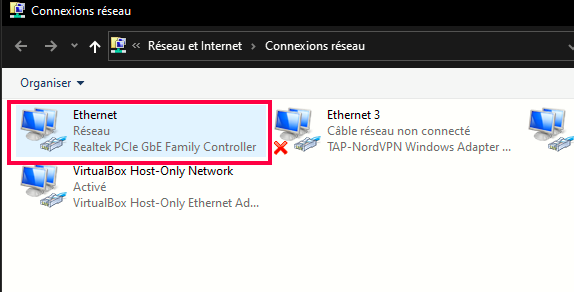 Connexions réseau
« Réseau et Internet > Connexions réseau
Organiser
Ethernet
Réseau
Realtek PCIe GbE Family Controller
Ethernet 3
Câble réseau non connecté
TAP-NordVPN Windows Adapter ...
VirtualBox Host-Only Network
Activé
VirtualBox Host-Only Ethernet Ad...